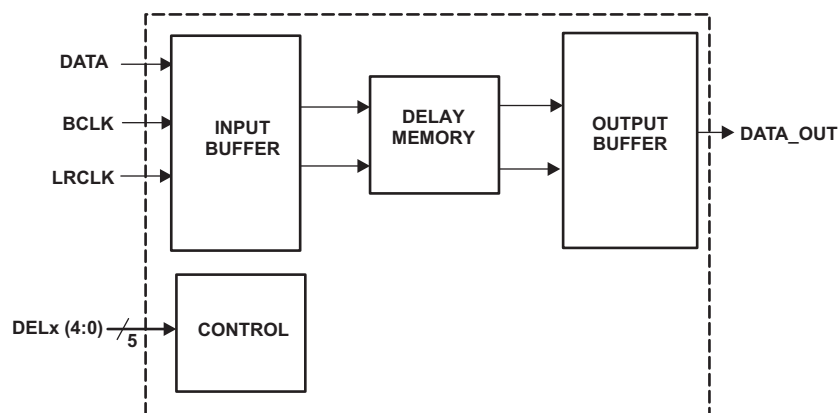 DATA
BCLK
LRCLK
INPUT
BUFFER
DELAY
MEMORY
OUTPUT
BUFFER
DATA_OUT
DELx (4:0)
5
CONTROL